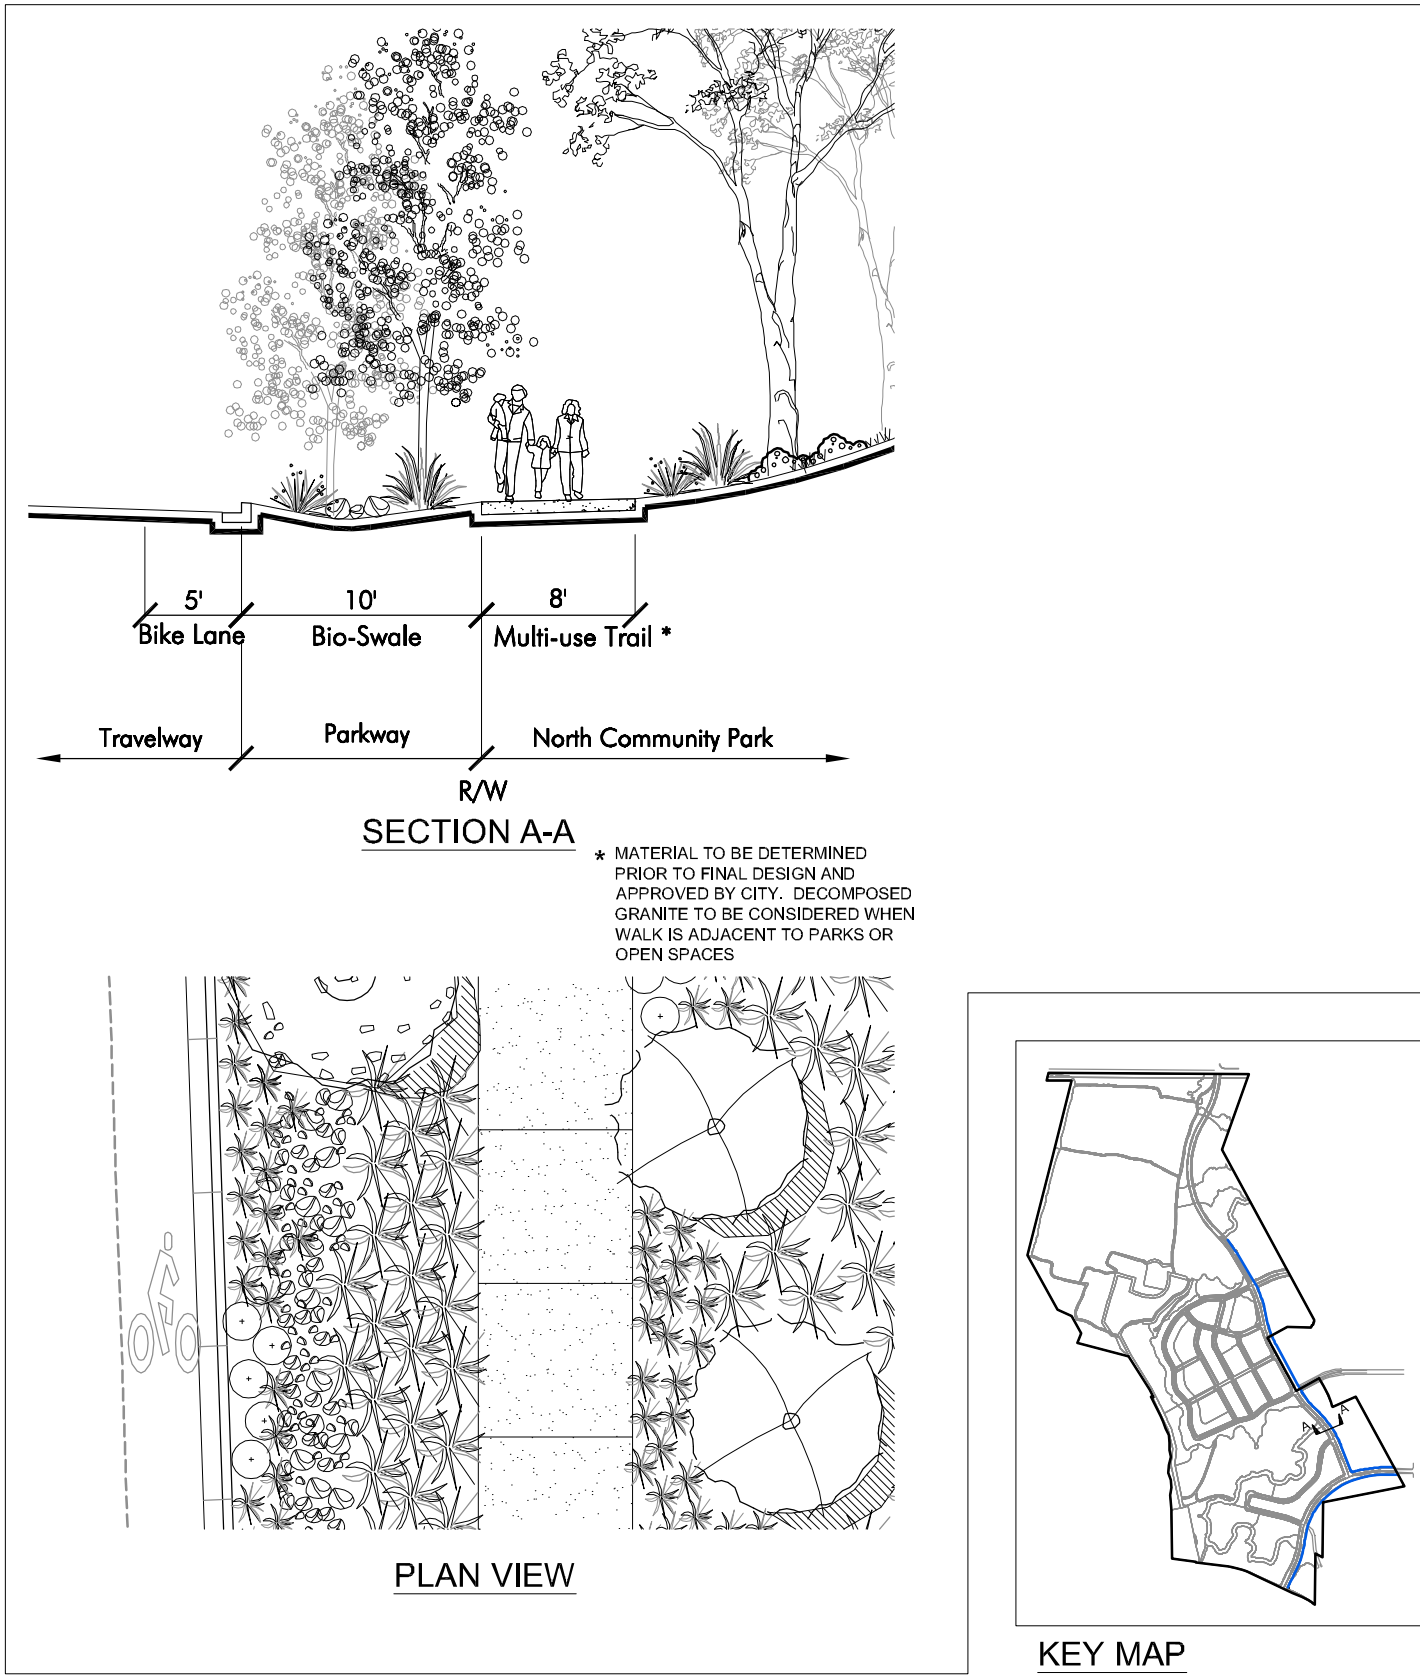 5' 10' 8'
Bike Lane Bio-Swale Multi-use Trail *
Travelway Parkway North Community Park
R/W
SECTION A-A
* MATERIAL TO BE DETERMINED
PRIOR TO FINAL DESIGN AND
APPROVED BY CITY. DECOMPOSED
GRANITE TO BE CONSIDERED WHEN
WALK IS ADJACENT TO PARKS OR
OPEN SPACES
PLAN VIEW
A A
KEY MAP